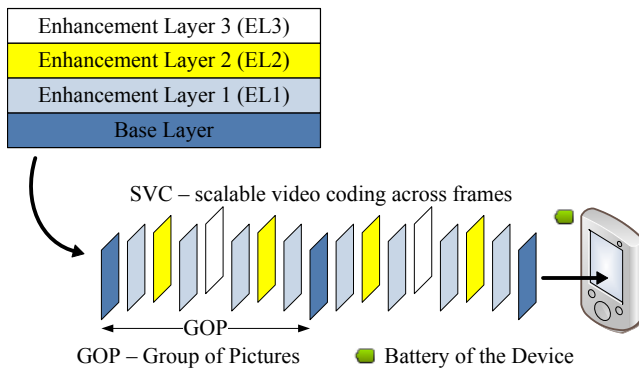 Enhancement Layer 3 (EL3)
Enhancement Layer 2 (EL2)
Enhancement Layer 1 (EL1)
Base Layer
SVC – scalable video coding across frames
GOP
GOP – Group of Pictures
Battery of the Device